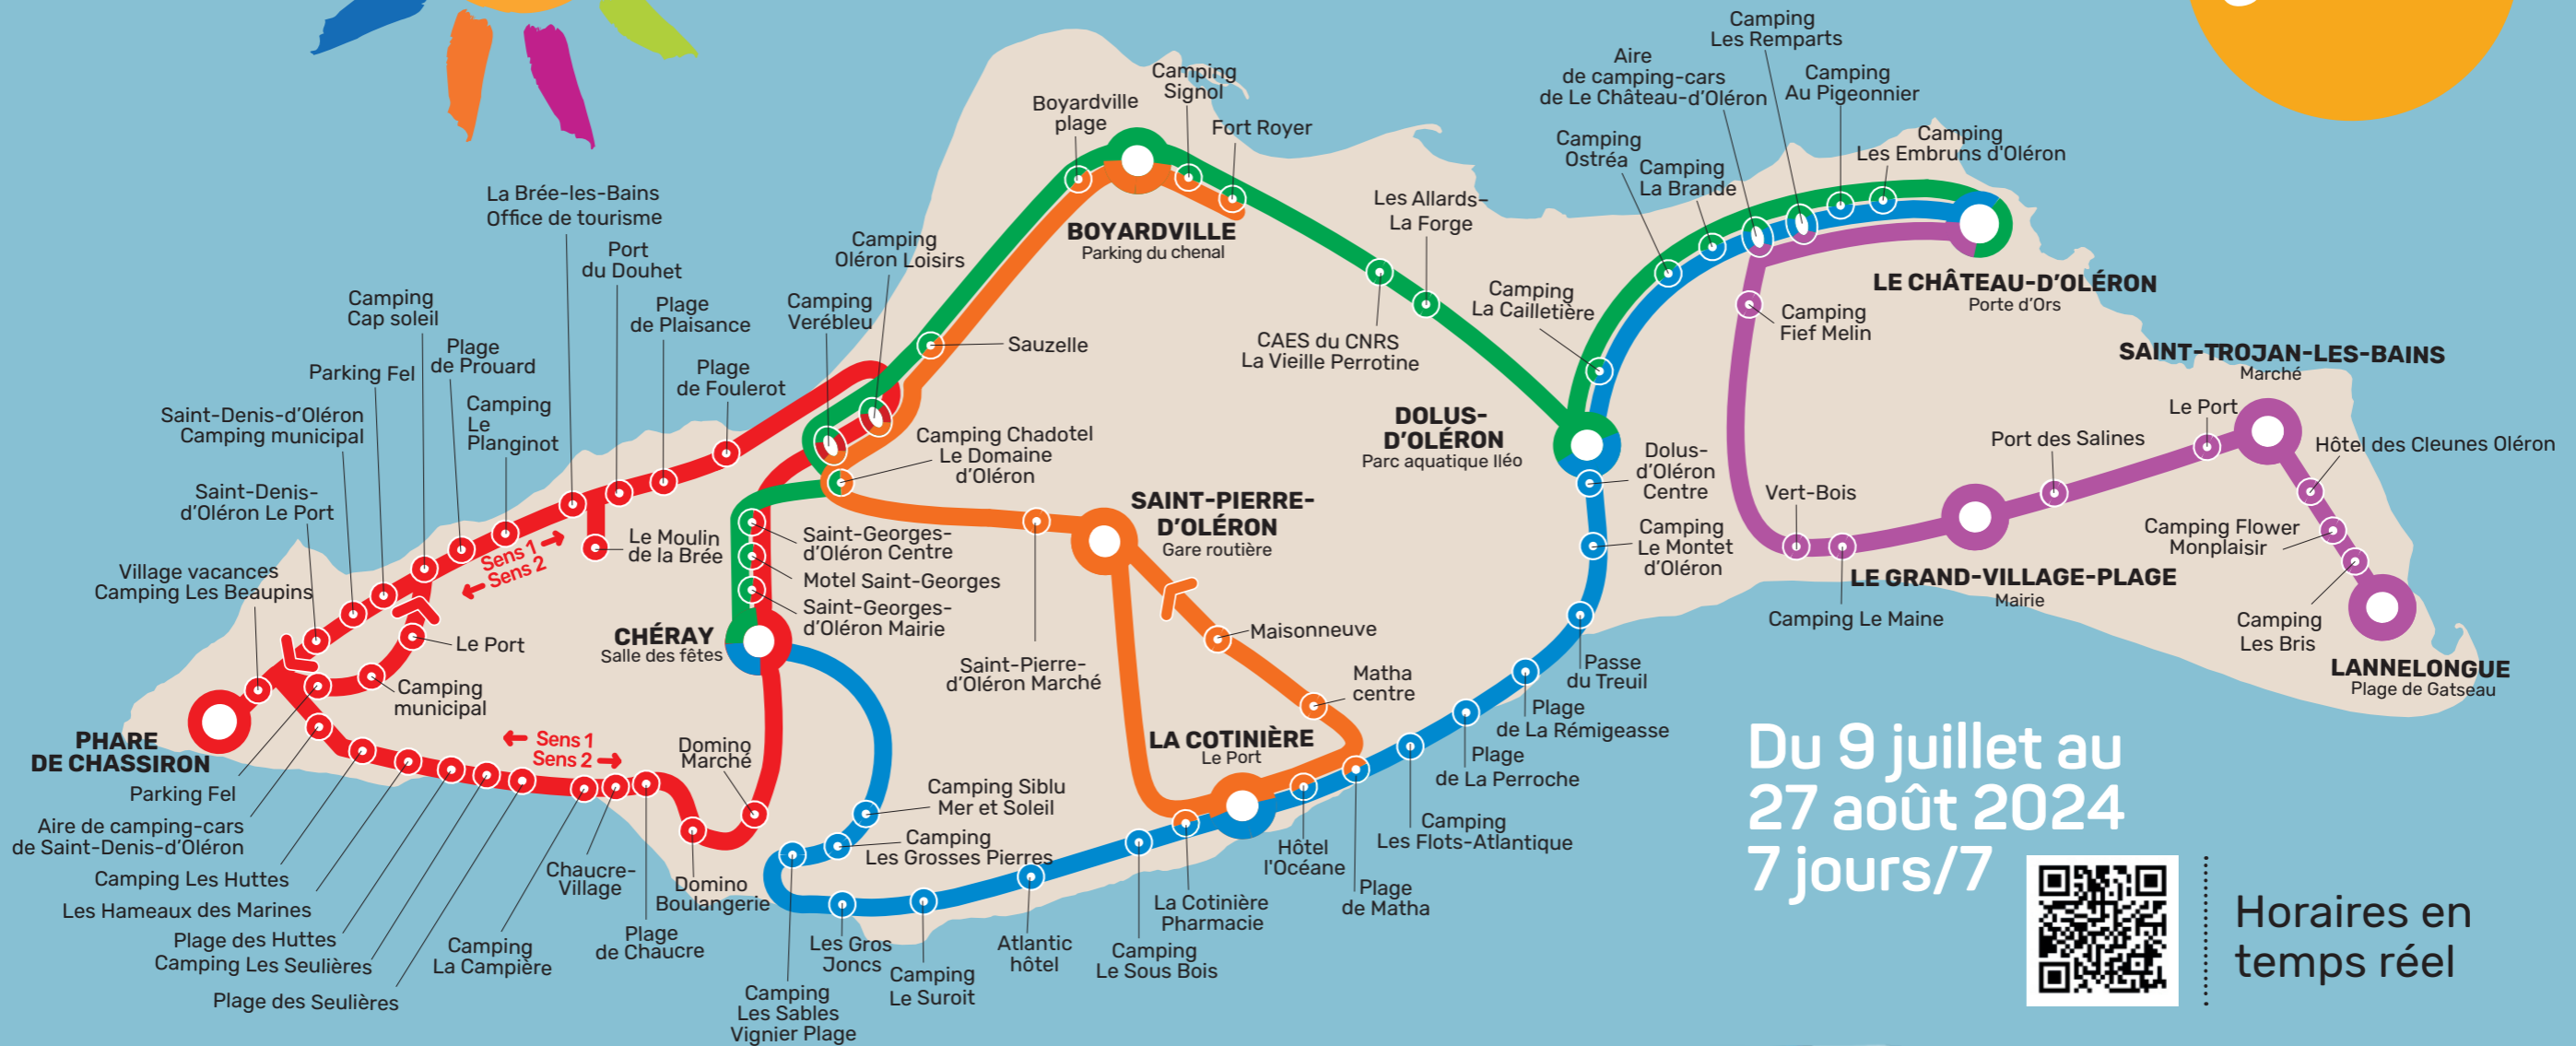 Camping
Les Remparts
Aire
de camping-cars
de Le Château-d'Oléron
Camping
Au Pigeonnier
Camping
Signol
Boyardville
plage
Fort Royer
Camping
Ostréa
Camping
La Brande
Camping
Les Embruns d'Oléron
La Brée-les-Bains
Office de tourisme
Les Allards-
La Forge
BOYARDVILLE
Parking du chenal
Port
du Douhet
Camping
Oléron Loisirs
Camping
Cap soleil
Plage
de Plaisance
Camping
Verébleu
Camping
La Cailletière
LE CHÂTEAU-D'OLÉRON
Porte d'Ors
Camping
Fief Melin
Plage
de Prouard
Parking Fel
Sauzelle
CAES du CNRS
La Vieille Perrotine
SAINT-TROJAN-LES-BAINS
Marché
Plage
de Foulerot
Camping
Le
Planginot
Saint-Denis-d'Oléron
Camping municipal
Le Port
DOLUS-
D'OLÉRON
Parc aquatique Iléo
Camping Chadotel
Le Domaine
d'Oléron
Port des Salines
Hôtel des Cleunes Oléron
Dolus-
d'Oléron
Centre
Saint-Denis-
d'Oléron Le Port
SAINT-PIERRE-
D'OLÉRON
Gare routière
Vert-Bois
Camping Flower
Monplaisir
Le Moulin
de la Brée
Saint-Georges-
d'Oléron Centre
Motel Saint-Georges
Saint-Georges-
d'Oléron Mairie
Camping
Le Montet
d'Oléron
Sens 1
Sens 2
Village vacances
Camping Les Beaupins
LE GRAND-VILLAGE-PLAGE
Mairie
Camping Le Maine
Camping
Les Bris
CHÉRAY
Salle des fêtes
Le Port
Maisonneuve
Saint-Pierre-
d'Oléron Marché
Matha
centre
Passe
du Treuil
LANNELONGUE
Plage de Gatseau
Camping
municipal
Plage
de La Rémigeasse
PHARE
DE CHASSIRON
Sens 1
Sens 2
Domino
Marché
LA COTINIÈRE
Le Port
Plage
de La Perroche
Du 9 juillet au
27 août 2024
7 jours/7
Parking Fel
Aire de camping-cars
de Saint-Denis-d'Oléron
Camping Les Huttes
Les Hameaux des Marines
Plage des Huttes
Camping Les Seulières
Plage des Seulières
Camping
La Campière
Chaucre-
Village
Plage
de Chaucre
Domino
Boulangerie
Camping Siblu
Mer et Soleil
Camping
Les Grosses Pierres
Camping
Les Sables
Vignier Plage
Les Gros
Joncs
Camping
Le Suroit
Atlantic
hôtel
Camping
Le Sous Bois
La Cotinière
Pharmacie
Hôtel
l'Océane
Plage
de Matha
Camping
Les Flots-Atlantique
Horaires en
temps réel